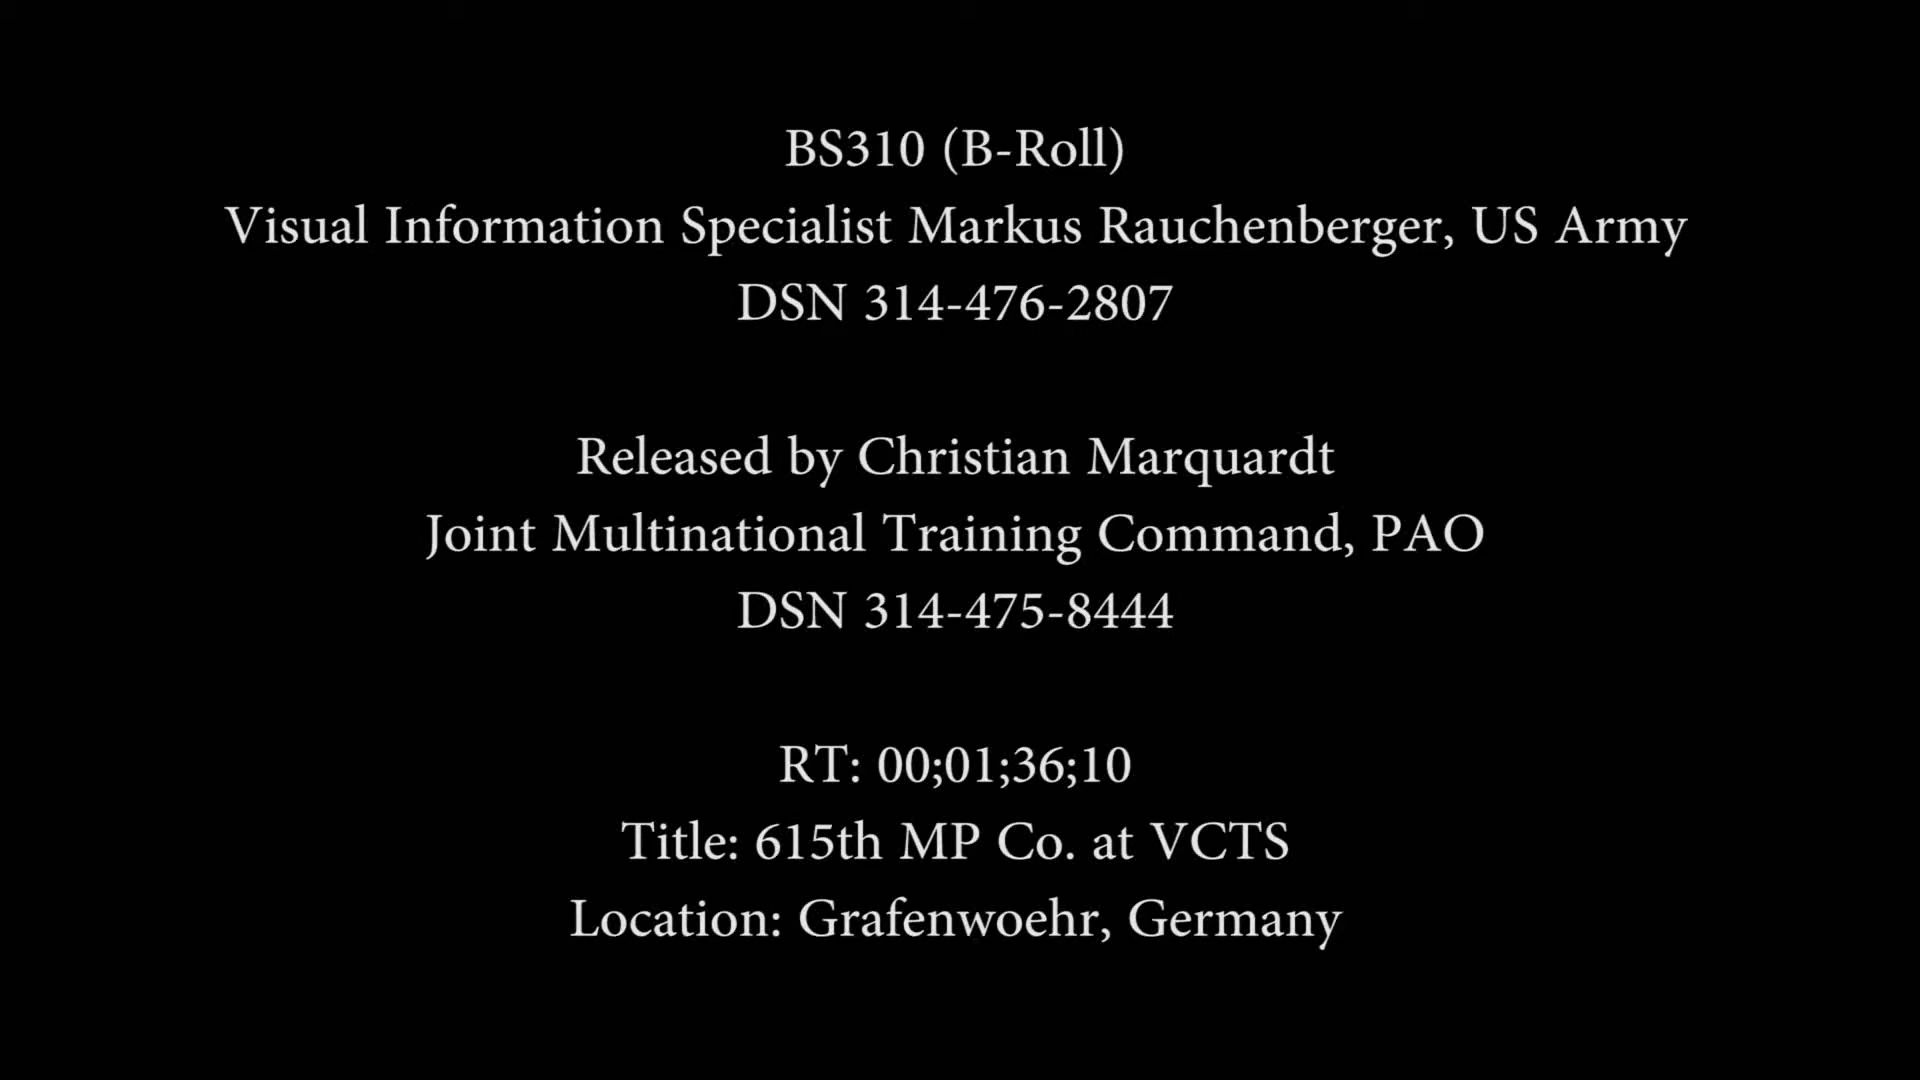 BS310 (B-Roll)
Visual Information Specialist Markus Rauchenberger, US Army
DSN 314-476-2807
Released by Christian Marquardt
Joint Multinational Training Command, PAO
DSN 314-475-8444
RT: 00;01;36;10
Title: 615th MP Co. at VCTS
Location: Grafenwoehr, Germany